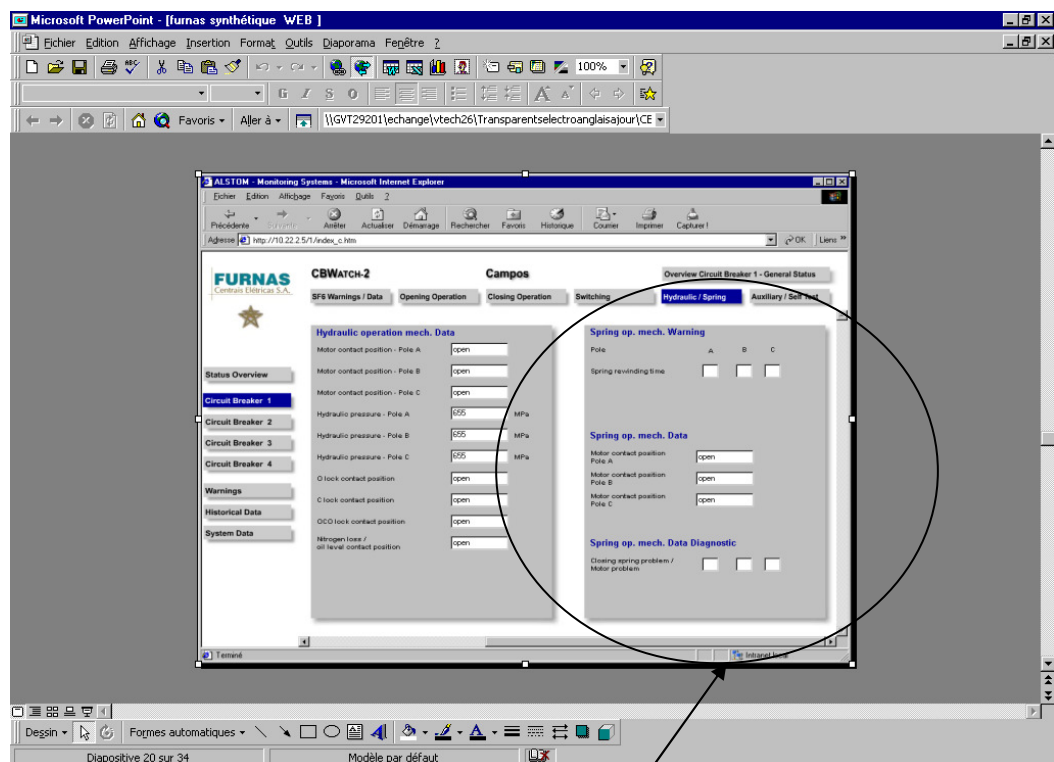 Microsoft PowerPoint - [furnas synthétique WEB ]
Fichier Edition Affichage Insertion Format Outils Diaporama Fenêtre ?
100%
G I S O
Favoris Aller à \\GVT29201\echange\vtech26\Transparentselectroanglaisajour\CE
ALSTOM - Monitoring Systems - Microsoft Internet Explorer
Fichier Edition Affichage Favoris Outils ?
Précédente Suivante Arrêter Actualiser Démarrage Rechercher Favoris Historique Courrier Imprimer Capturer !
Adresse http://10.22.2.5/1/index_c.htm OK Liens »
FURNAS
Centrais Elétricas S.A.
CBWATCH-2 Campos Overview Circuit Breaker 1 - General Status
SF6 Warnings / Data Opening Operation Closing Operation Switching Hydraulic / Spring Auxiliary / Self Test
Status Overview
Circuit Breaker 1
Circuit Breaker 2
Circuit Breaker 3
Circuit Breaker 4
Warnings
Historical Data
System Data
Hydraulic operation mech. Data
Motor contact position - Pole A open
Motor contact position - Pole B open
Motor contact position - Pole C open
Hydraulic pressure - Pole A 655 MPa
Hydraulic pressure - Pole B 655 MPa
Hydraulic pressure - Pole C 655 MPa
O lock contact position open
C lock contact position open
OCO lock contact position open
Nitrogen loss /
oil level contact position open
Spring op. mech. Warning
Pole A B C
Spring rewinding time
Spring op. mech. Data
Motor contact position
Pole A open
Motor contact position
Pole B open
Motor contact position
Pole C open
Spring op. mech. Data Diagnostic
Closing spring problem /
Motor problem
Terminé Intranet local
Dessin Formes automatiques
Diapositive 20 sur 34 Modèle par défaut